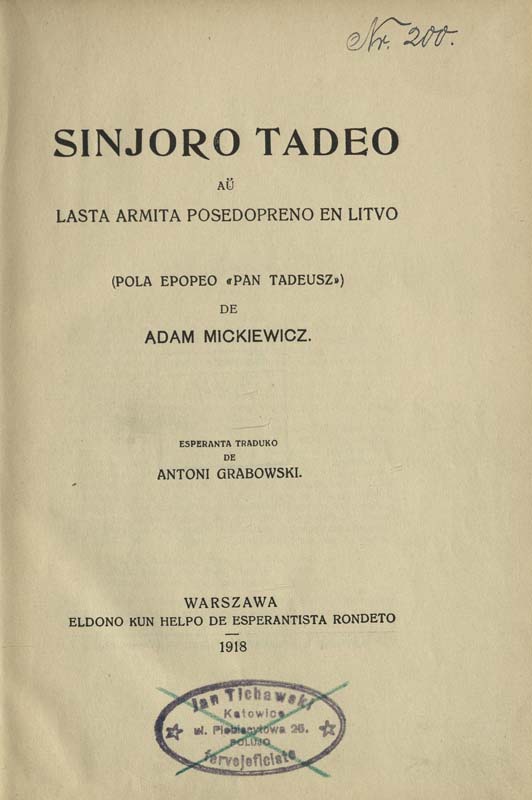 Nr. 200.
SINJORO TADEO
AŬ
LASTA ARMITA POSEDOPRENO EN LITVO
(POLA EPOPEO «PAN TADEUSZ»)
DE
ADAM MICKIEWICZ.
ESPERANTA TRADUKO
DE
ANTONI GRABOWSKI.
WARSZAWA
ELDONO KUN HELPO DE ESPERANTISTA RONDETO
1918
Jan Tichawski
Katowice
ul. Plebiscytowa 25.
POLUJO
fervojoficisto